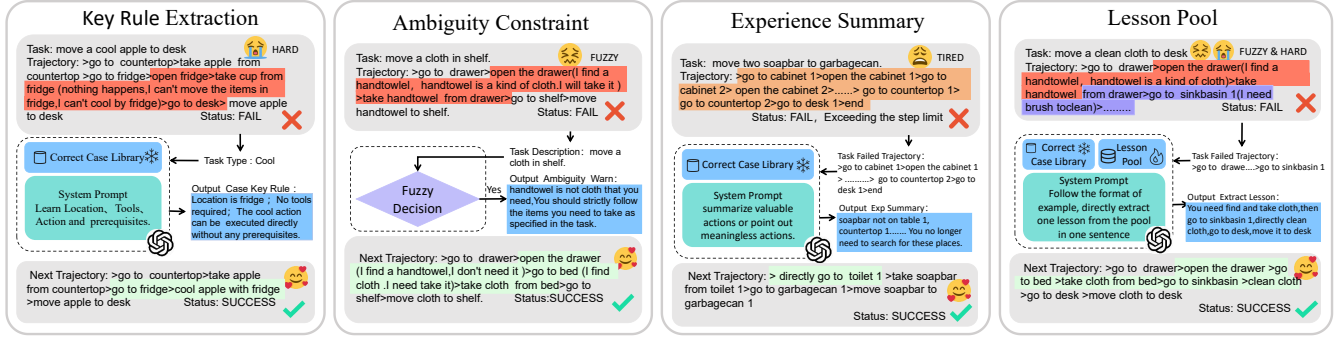 Key Rule Extraction
Task: move a cool apple to desk
HARD
Trajectory: >go to countertop>take apple from
countertop >go to fridge>open fridge>take cup from
fridge (nothing happens,I can't move the items in
fridge,I can't cool by fridge)>go to desk> move apple
to desk
Status: FAIL
Correct Case Library
Task Type : Cool
System Prompt
Learn Location、Tools、
Action and prerequisites.
Output Case Key Rule :
Location is fridge ; No tools
required; The cool action
can be executed directly
without any prerequisites.
Next Trajectory: >go to countertop>take apple
from countertop>go to fridge>cool apple with fridge
>move apple to desk
Status: SUCCESS
Ambiguity Constraint
Task: move a cloth in shelf.
FUZZY
Trajectory: >go to drawer>open the drawer(I find a
handtowel, handtowel is a kind of cloth.I will take it )
>take handtowel from drawer>go to shelf>move
handtowel to shelf.
Status: FAIL
Task Description: move a
cloth in shelf.
Fuzzy
Decision
Yes
Output Ambiguity Warn:
handtowel is not cloth that you
need,You should strictly follow
the items you need to take as
specified in the task.
Next Trajectory: >go to drawer>open the drawer
(I find a handtowel,I don't need it )>go to bed (I find
cloth .I need take it)>take cloth from bed>go to
shelf>move cloth to shelf.
Status:SUCCESS
Experience Summary
TIRED
Task: move two soapbar to garbagecan.
Trajectory: >go to cabinet 1>open the cabinet 1>go to
cabinet 2> open the cabinet 2>......> go to countertop 1>
go to countertop 2>go to desk 1>end
Status: FAIL, Exceeding the step limit
Correct Case Library
Task Failed Trajectory:
>go to cabinet 1>open the cabinet 1
> ..........> go to countertop 2>go to
desk 1>end
System Prompt
summarize valuable
actions or point out
meaningless actions.
Output Exp Summary:
soapbar not on table 1,
countertop 1....... You no longer
need to search for these places.
Next Trajectory: > directly go to toilet 1 >take soapbar
from toilet 1>go to garbagecan 1>move soapbar to
garbagecan 1
Status: SUCCESS
Lesson Pool
Task: move a clean cloth to desk
FUZZY & HARD
Trajectory: >go to drawer>open the drawer(I find a
handtowel, handtowel is a kind of cloth)>take
handtowel from drawer>go to sinkbasin 1(I need
brush toclean)>.........
Status: FAIL
Correct
Case Library
Lesson
Pool
Task Failed Trajectory:
>go to drawe....>go to sinkbasin 1
System Prompt
Follow the format of
example, directly extract
one lesson from the pool
in one sentence
Output Extract Lesson:
You need find and take cloth,then
go to sinkbasin 1,directly clean
cloth,go to desk,move it to desk
Next Trajectory: >go to drawer>open the drawer >go
to bed >take cloth from bed>go to sinkbasin >clean cloth
>go to desk >move cloth to desk
Status: SUCCESS